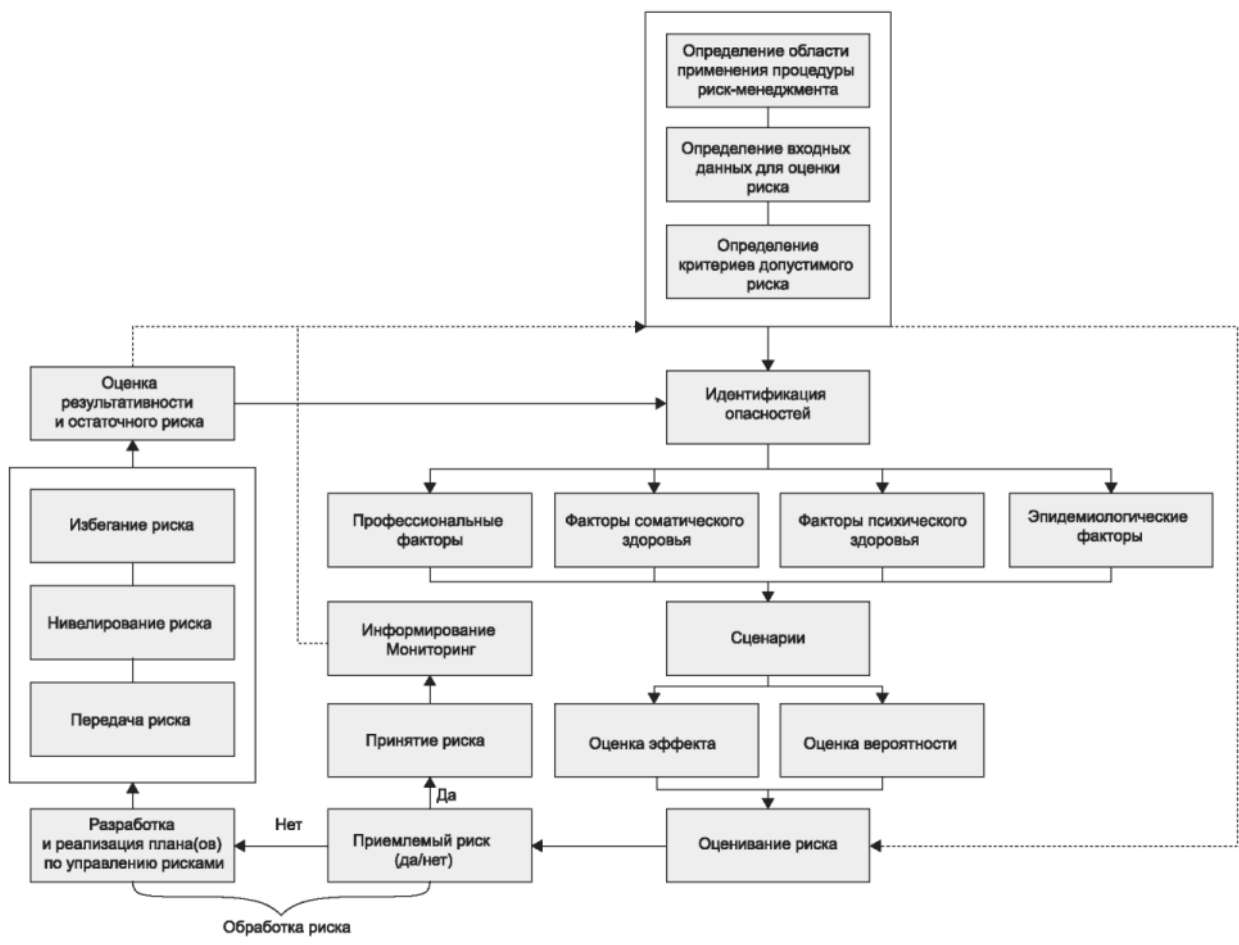 Определение области
применения процедуры
риск-менеджмента
Определение входных
данных для оценки
риска
Определение
критериев допустимого
риска
Оценка
результативности
и остаточного риска
Идентификация
опасностей
Избегание риска
Нивелирование риска
Передача риска
Профессиональные
факторы
Факторы соматического
здоровья
Факторы психического
здоровья
Эпидемиологические
факторы
Информирование
Мониторинг
Сценарии
Принятие риска
Оценка эффекта
Оценка вероятности
Да
Разработка
и реализация плана(ов)
по управлению рисками
Нет
Приемлемый риск
(да/нет)
Оценивание риска
Обработка риска